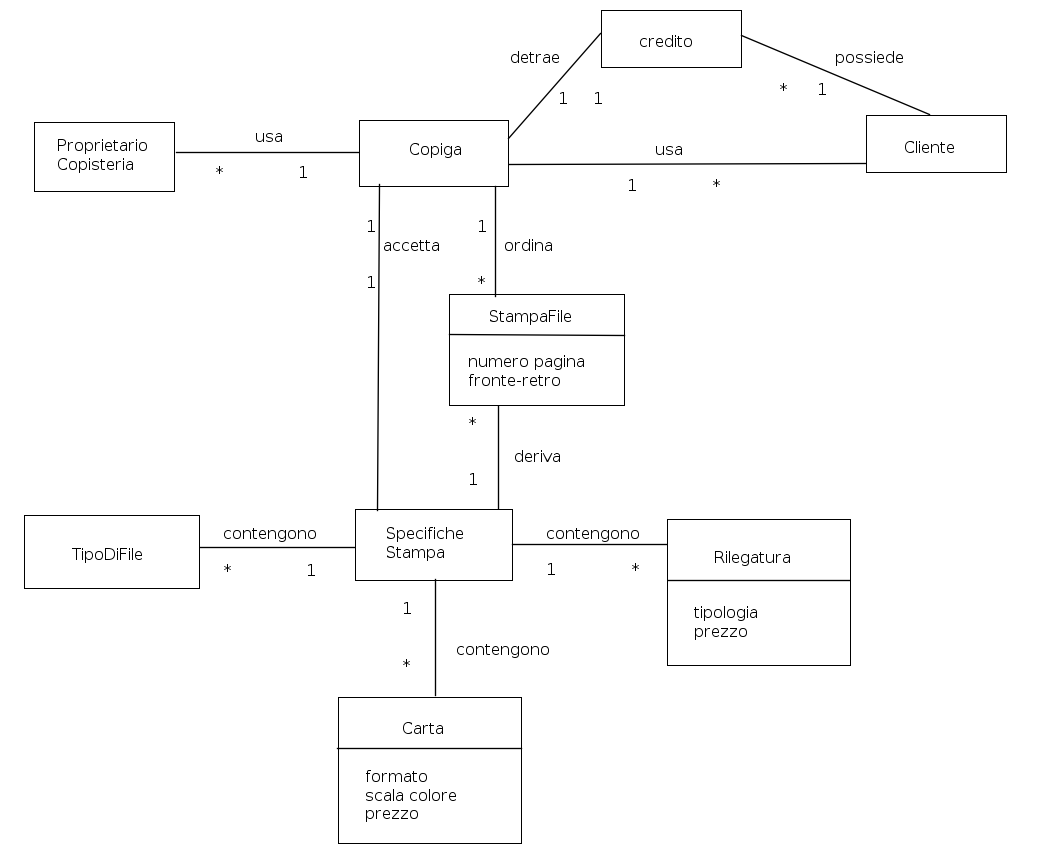 credito
detrae
possiede
* 1
1 1
Proprietario
Copisteria
usa
* 1
Copiga
usa
1 *
Cliente
1
accetta
1
1
ordina
*
StampaFile
numero pagina
fronte-retro
*
deriva
1
TipoDiFile
contengono
* 1
Specifiche
Stampa
contengono
1 *
Rilegatura
tipologia
prezzo
1
contengono
*
Carta
formato
scala colore
prezzo